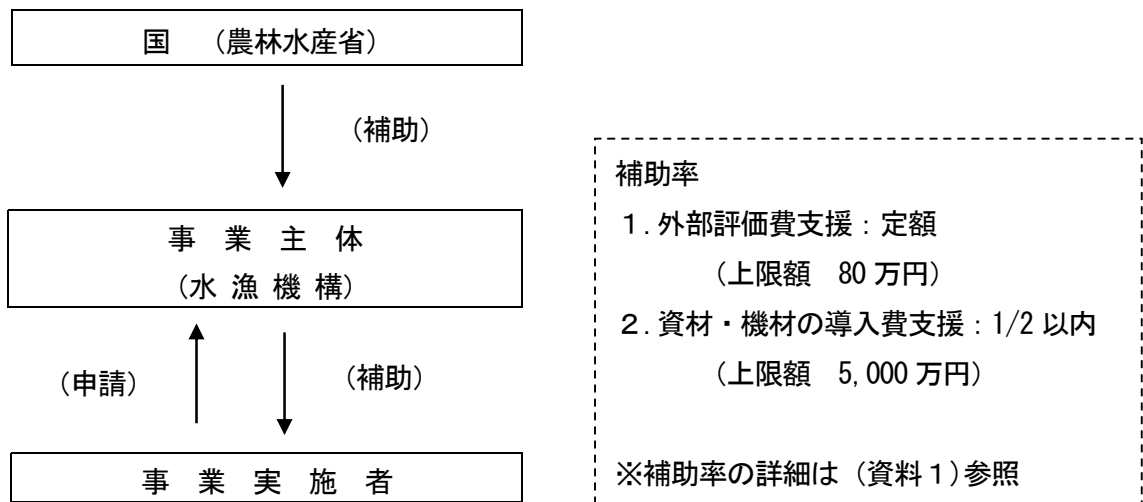 国　（農林水産省）
（補助）
事　業　主　体
（水 漁 機 構）
（申請）
（補助）
事　業　実　施　者
補助率
１．外部評価費支援：定額
（上限額　80 万円）
２．資材・機材の導入費支援：1/2 以内
（上限額　5,000 万円）
※補助率の詳細は（資料１）参照